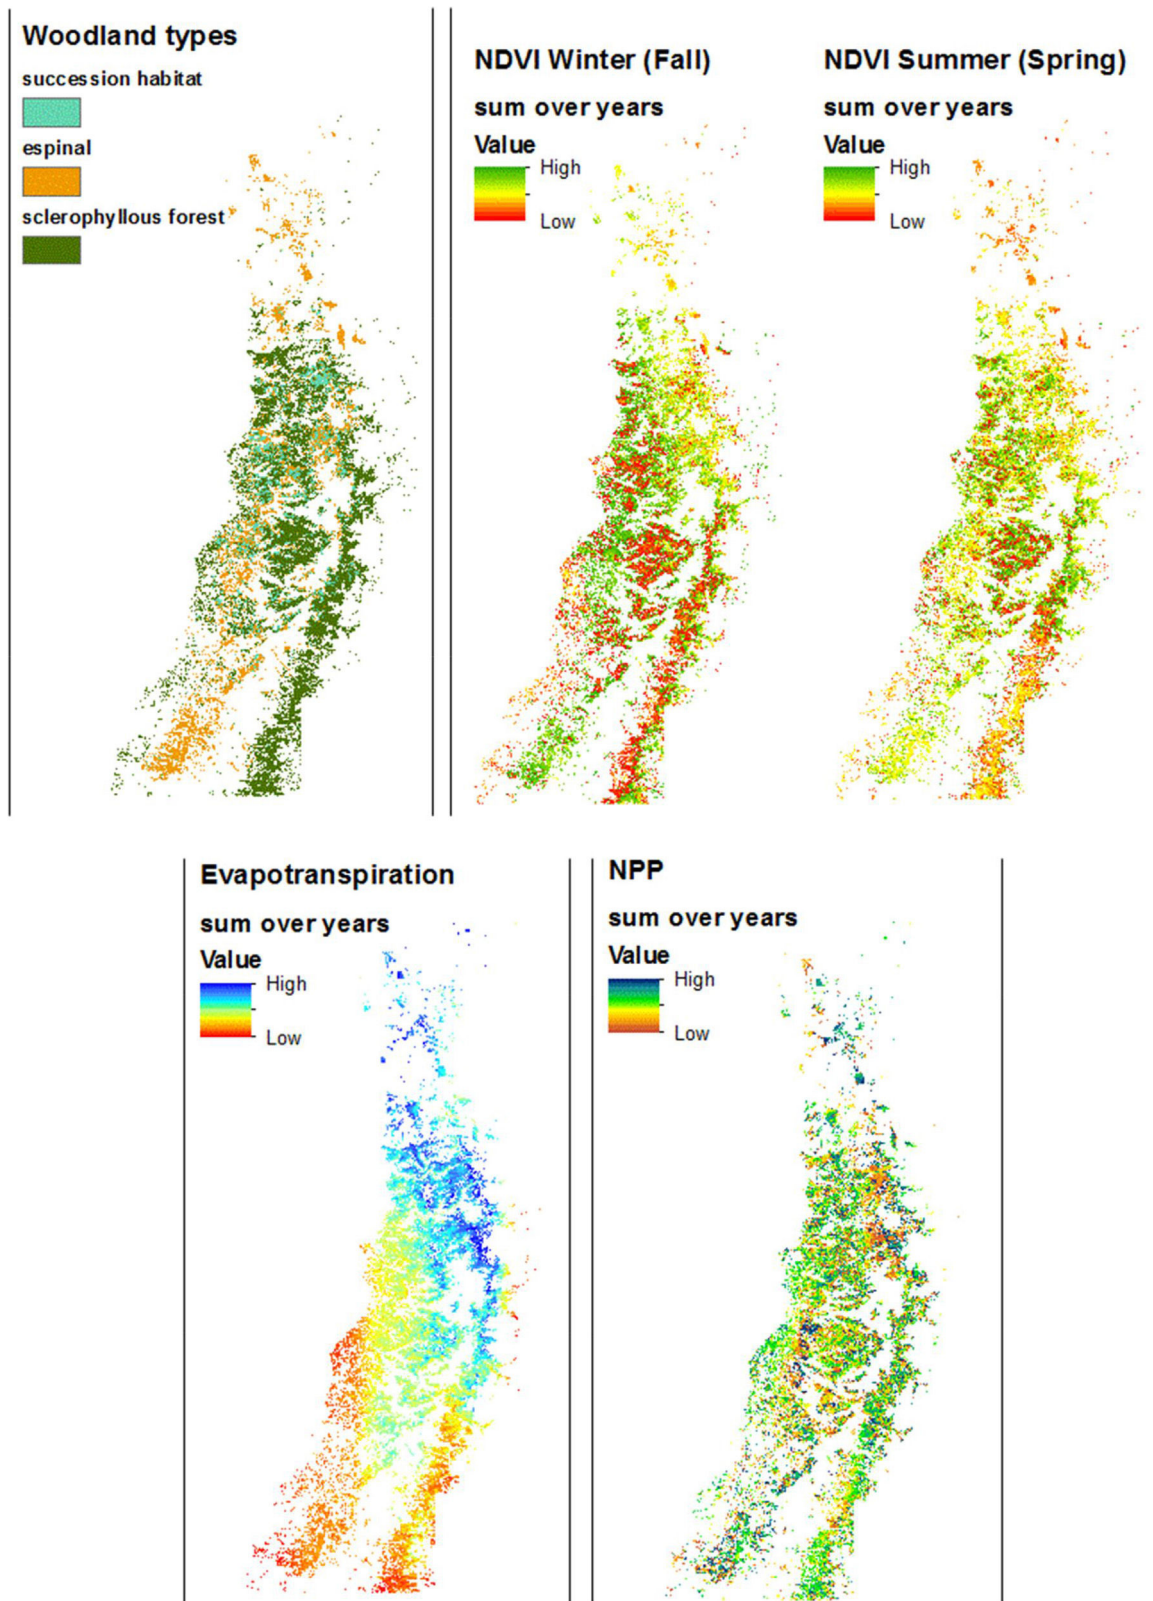 Woodland types
succession habitat
espinal
sclerophyllous forest
NDVI Winter (Fall)
sum over years
Value
High
Low
NDVI Summer (Spring)
sum over years
Value
High
Low
Evapotranspiration
sum over years
Value
High
Low
NPP
sum over years
Value
High
Low